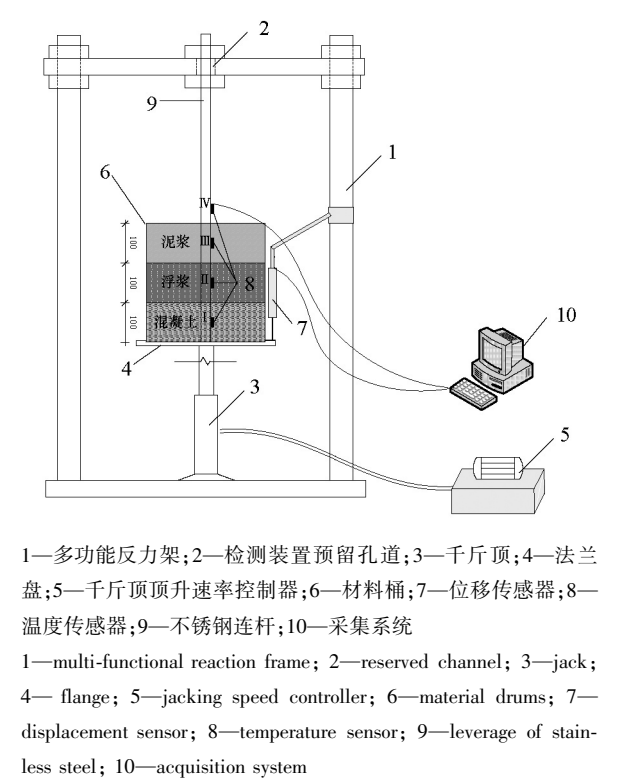 2
9
1
6
Ⅳ
100
泥浆 Ⅲ
100
浮浆 Ⅱ
8
100
混凝土 Ⅰ
7
10
4
3
5
1—多功能反力架;2—检测装置预留孔道;3—千斤顶;4—法兰
盘;5—千斤顶顶升速率控制器;6—材料桶;7—位移传感器;8—
温度传感器;9—不锈钢连杆;10—采集系统
1—multi-functional reaction frame; 2—reserved channel; 3—jack;
4— flange; 5—jacking speed controller; 6—material drums; 7—
displacement sensor; 8—temperature sensor; 9—leverage of stain-
less steel; 10—acquisition system